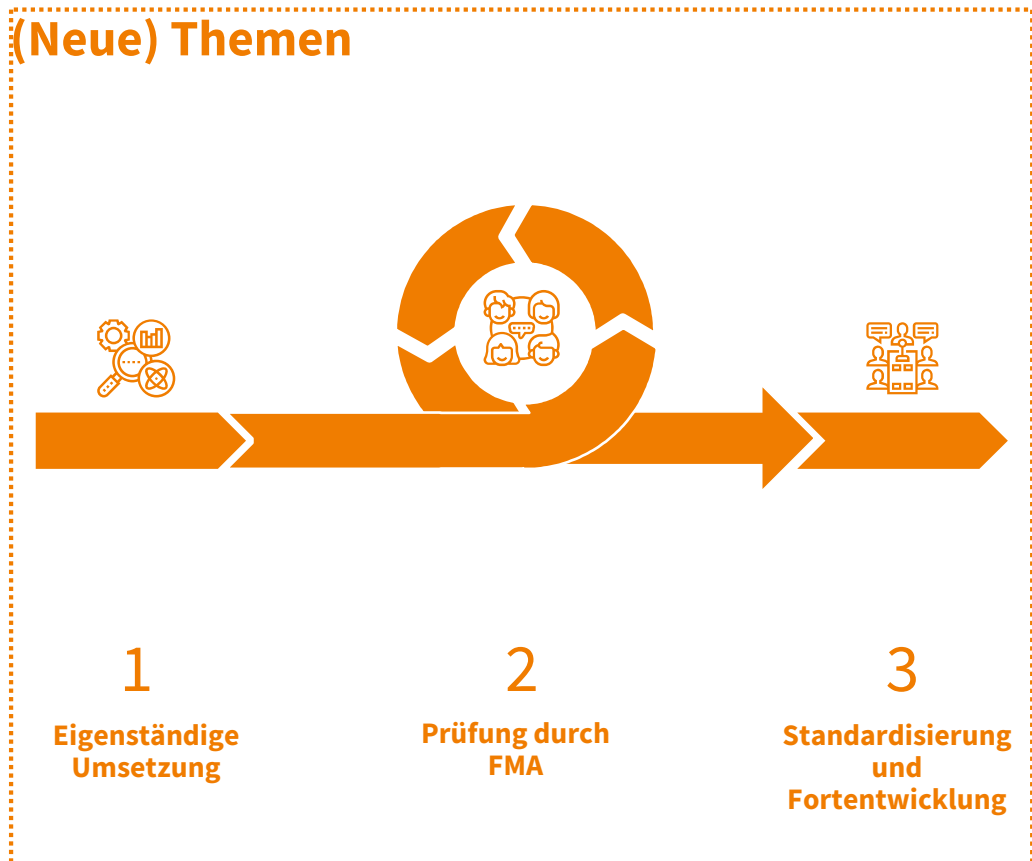 (Neue) Themen
1
Eigenständige
Umsetzung
2
Prüfung durch
FMA
3
Standardisierung
und
Fortentwicklung